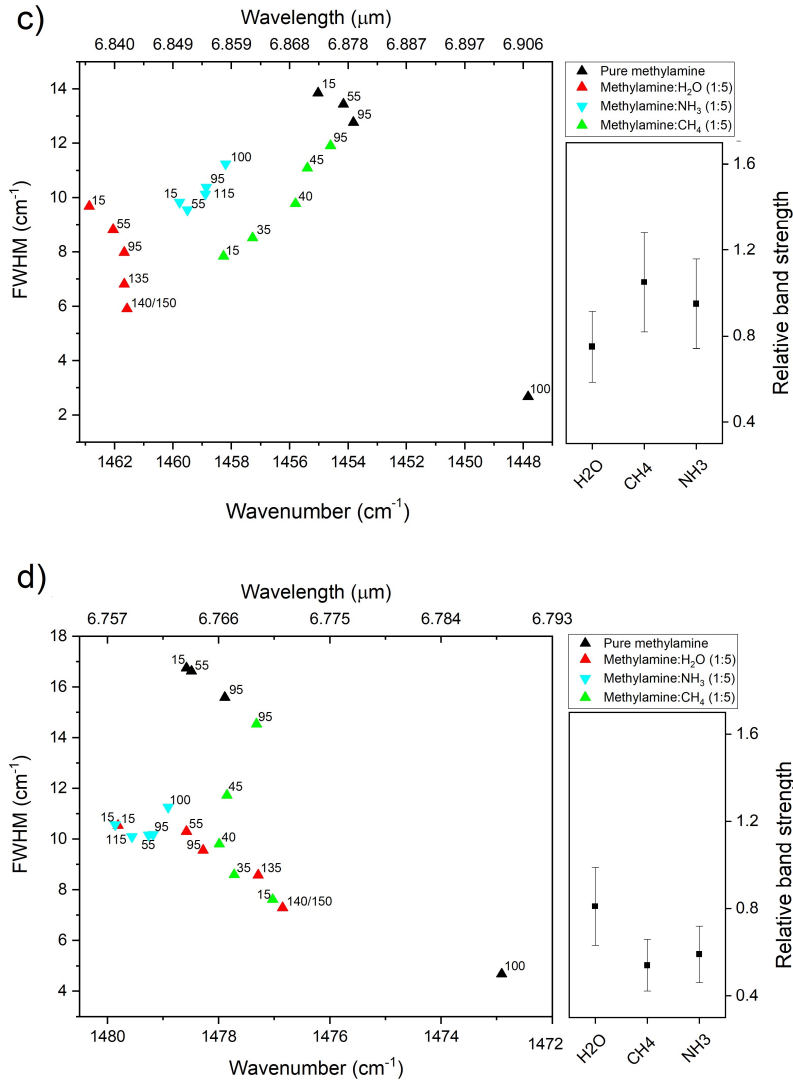 c)
Wavelength (μm)
6.840 6.849 6.859 6.868 6.878 6.887 6.897 6.906
Pure methylamine
Methylamine:H₂O (1:5)
Methylamine:NH₃ (1:5)
Methylamine:CH₄ (1:5)
FWHM (cm⁻¹)
14
12
10
8
6
4
2
15
55
95
95
45
100
95
15
115
55
40
15
55
35
95
15
135
140/150
100
1462 1460 1458 1456 1454 1452 1450 1448
Wavenumber (cm⁻¹)
1.6
1.2
0.8
0.4
Relative band strength
H2O CH4 NH3
d)
Wavelength (μm)
6.757 6.766 6.775 6.784 6.793
Pure methylamine
Methylamine:H₂O (1:5)
Methylamine:NH₃ (1:5)
Methylamine:CH₄ (1:5)
FWHM (cm⁻¹)
18
16
14
12
10
8
6
4
15
55
95
95
45
100
15
15
55
95
115
55
95
40
35
135
15
140/150
100
1480 1478 1476 1474 1472
Wavenumber (cm⁻¹)
1.6
1.2
0.8
0.4
Relative band strength
H2O CH4 NH3